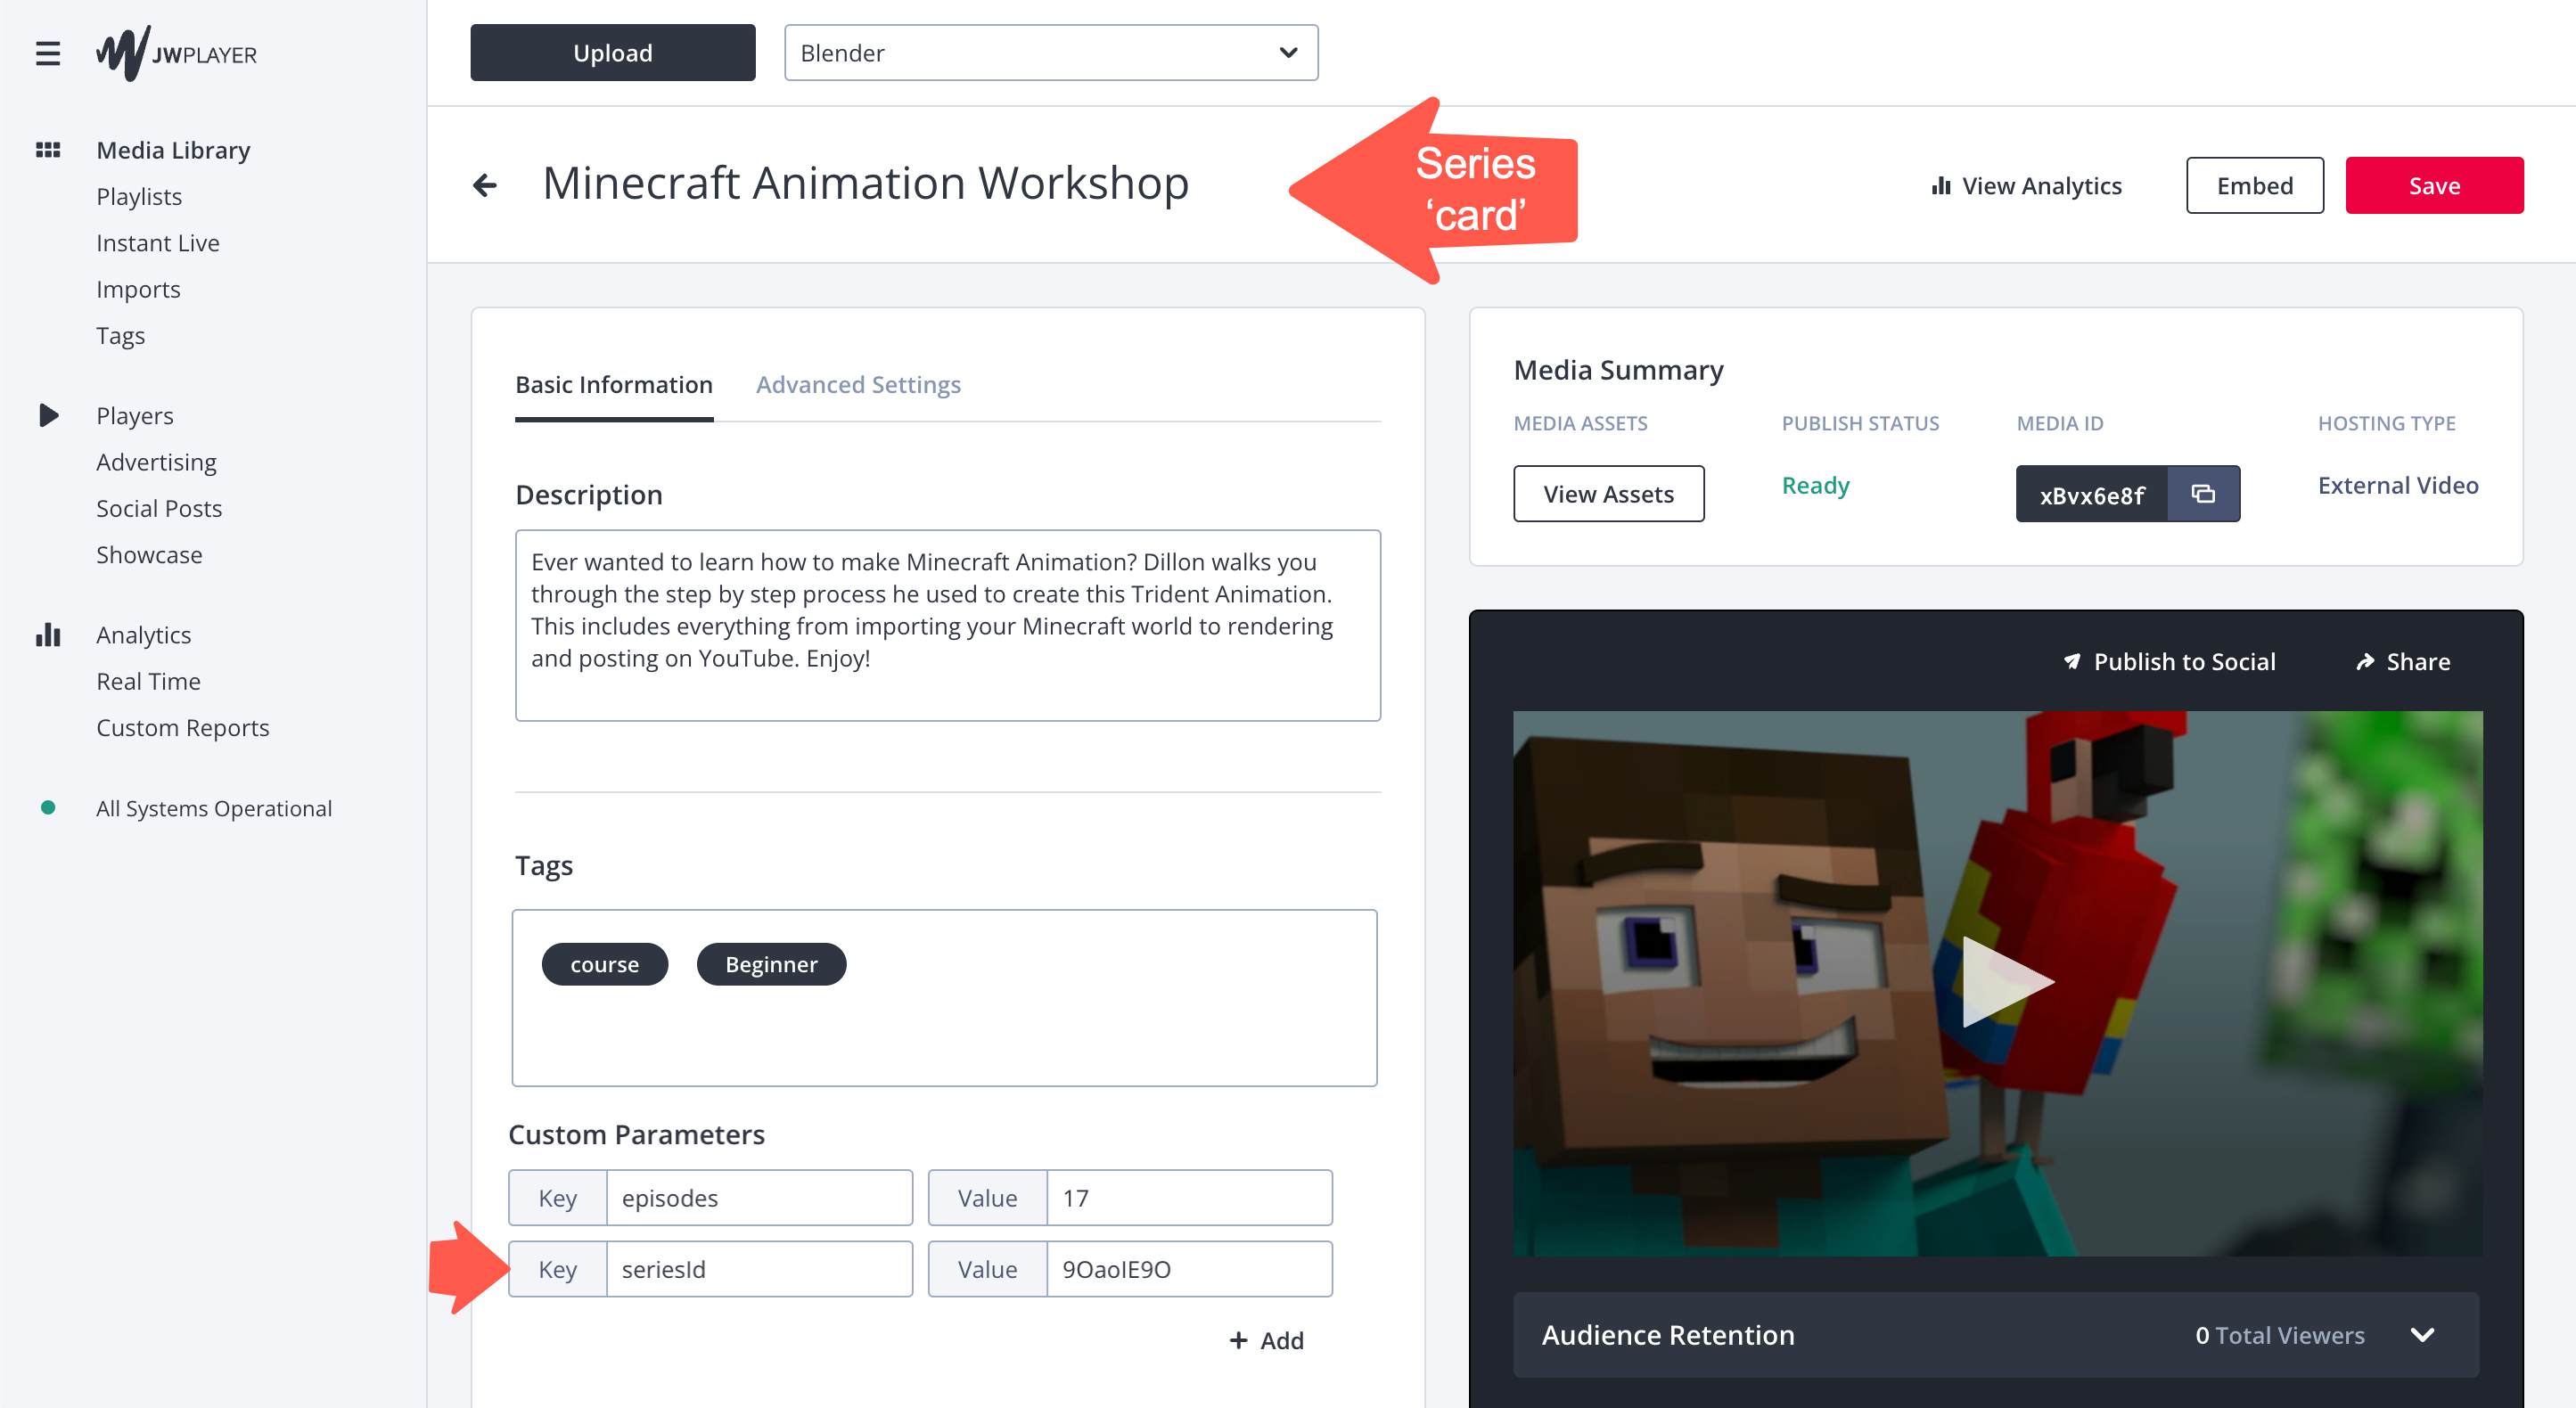 JWPLAYER
Upload
Blender
Media Library
Playlists
Instant Live
Imports
Tags
Players
Advertising
Social Posts
Showcase
Analytics
Real Time
Custom Reports
All Systems Operational
Minecraft Animation Workshop
Series
‘card’
View Analytics
Embed
Save
Basic Information
Advanced Settings
Description
Ever wanted to learn how to make Minecraft Animation? Dillon walks you
through the step by step process he used to create this Trident Animation.
This includes everything from importing your Minecraft world to rendering
and posting on YouTube. Enjoy!
Tags
course
Beginner
Custom Parameters
Key episodes Value 17
Key seriesId Value 9OaoIE9O
+ Add
Media Summary
MEDIA ASSETS PUBLISH STATUS MEDIA ID HOSTING TYPE
View Assets Ready xBvx6e8f External Video
Publish to Social
Share
Audience Retention
0 Total Viewers